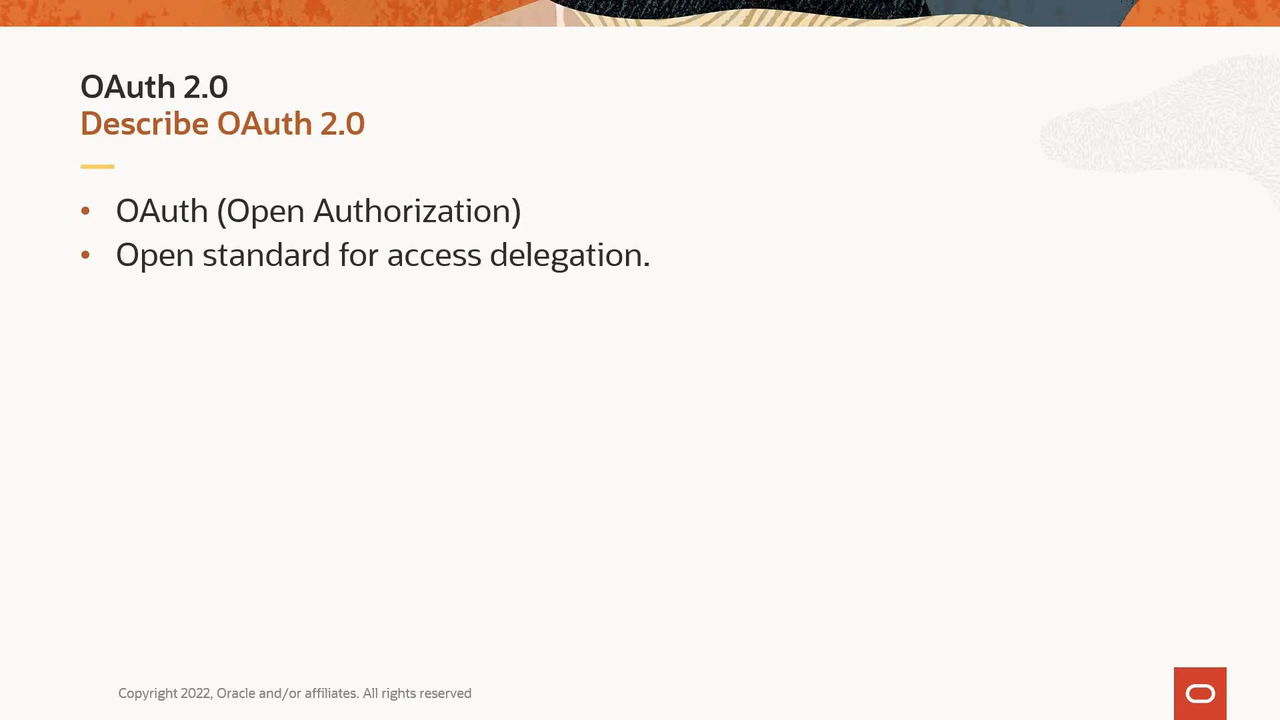 OAuth 2.0
Describe OAuth 2.0
• OAuth (Open Authorization)
• Open standard for access delegation.
Copyright 2022, Oracle and/or affiliates. All rights reserved